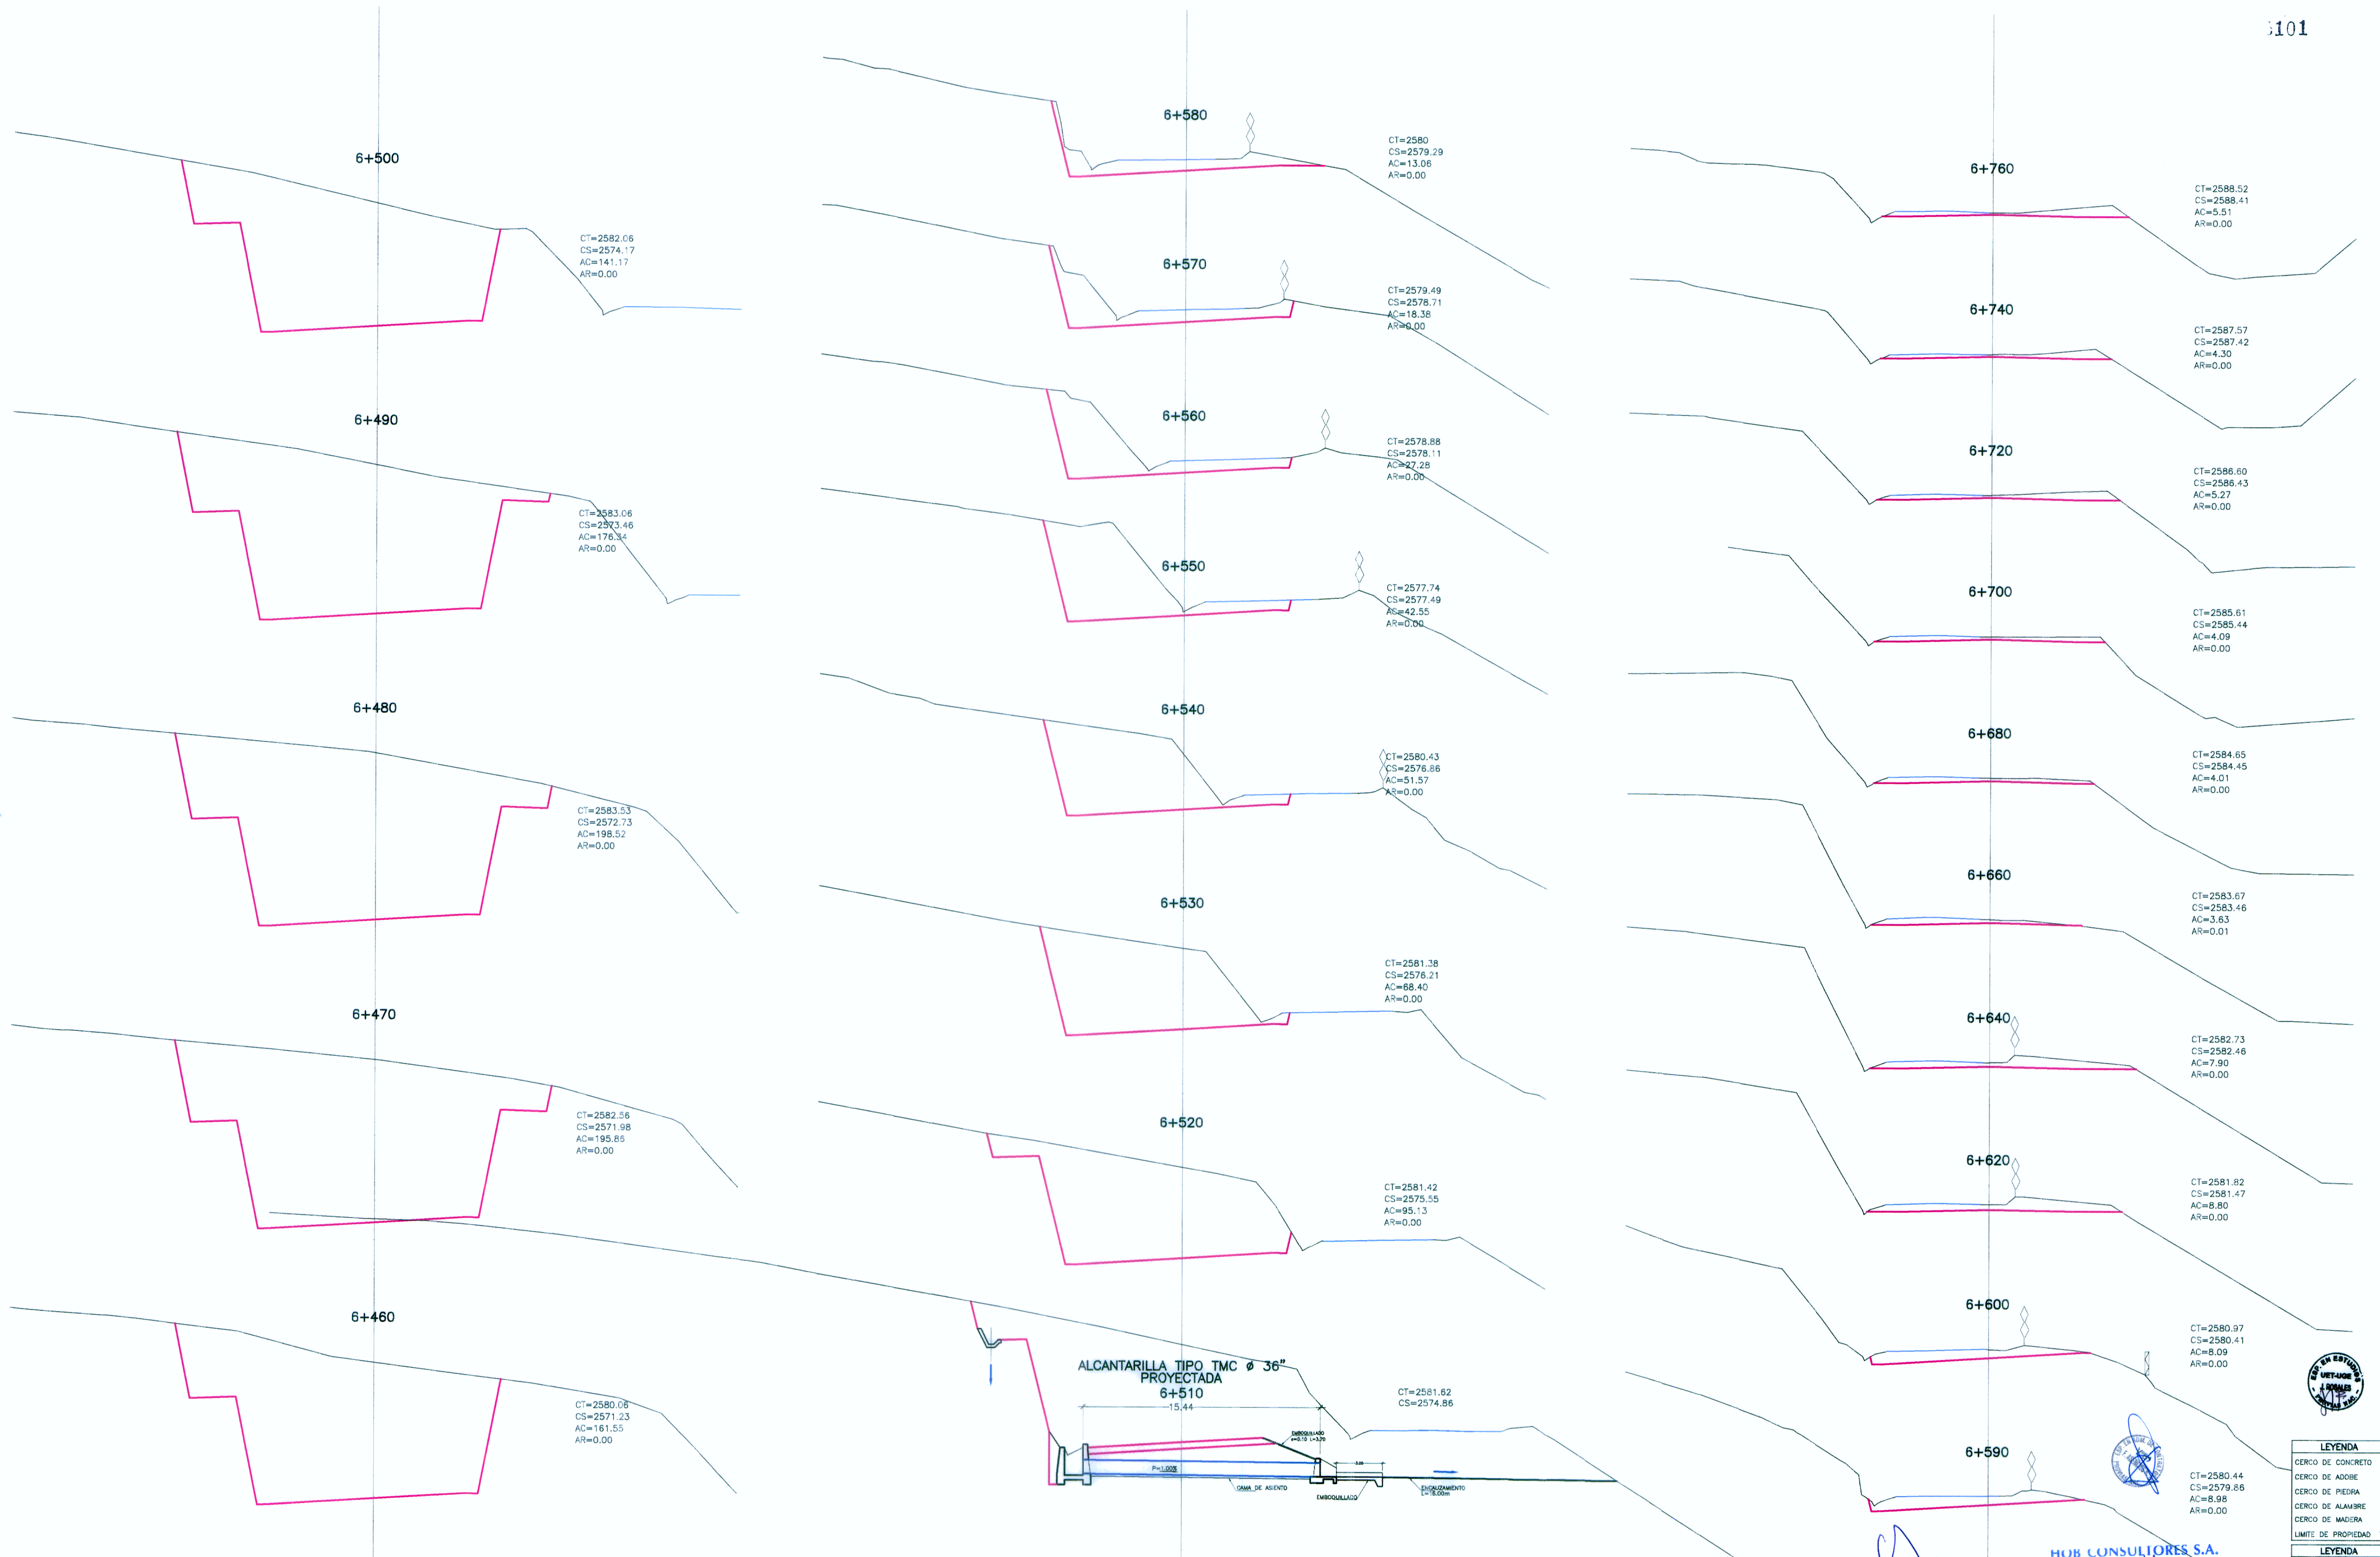 101
6+500
CT=2582.06
CS=2574.17
AC=141.17
AR=0.00
6+490
CT=2583.06
CS=2573.46
AC=176.34
AR=0.00
6+480
CT=2583.53
CS=2572.73
AC=198.52
AR=0.00
6+470
CT=2582.56
CS=2571.98
AC=195.86
AR=0.00
6+460
CT=2580.06
CS=2571.23
AC=161.55
AR=0.00
6+580
CT=2580
CS=2579.29
AC=13.06
AR=0.00
6+570
CT=2579.49
CS=2578.71
AC=18.38
AR=0.00
6+560
CT=2578.88
CS=2578.11
AC=27.28
AR=0.00
6+550
CT=2577.74
CS=2577.49
AC=42.55
AR=0.00
6+540
CT=2580.43
CS=2576.86
AC=51.57
AR=0.00
6+530
CT=2581.38
CS=2576.21
AC=68.40
AR=0.00
6+520
CT=2581.42
CS=2575.55
AC=95.13
AR=0.00
ALCANTARILLA TIPO TMC Ø 36"
PROYECTADA
6+510
15.44
CT=2581.62
CS=2574.86
EMBOQUILLADO
P=1.00%
CAMA DE ASIENTO
EMBOQUILLADO
ENCAUZAMIENTO
6+760
CT=2588.52
CS=2588.41
AC=5.51
AR=0.00
6+740
CT=2587.57
CS=2587.42
AC=4.30
AR=0.00
6+720
CT=2586.60
CS=2586.43
AC=5.27
AR=0.00
6+700
CT=2585.61
CS=2585.44
AC=4.09
AR=0.00
6+680
CT=2584.65
CS=2584.45
AC=4.01
AR=0.00
6+660
CT=2583.67
CS=2583.46
AC=3.63
AR=0.01
6+640
CT=2582.73
CS=2582.46
AC=7.90
AR=0.00
6+620
CT=2581.82
CS=2581.47
AC=8.80
AR=0.00
6+600
CT=2580.97
CS=2580.41
AC=8.09
AR=0.00
6+590
CT=2580.44
CS=2579.86
AC=8.98
AR=0.00
ESP. EN ESTUDIOS
UET-UGE
J. ROSALES
HOB CONSULTORES S.A.
LEYENDA
CERCO DE CONCRETO
CERCO DE ADOBE
CERCO DE PIEDRA
CERCO DE ALAMBRE
CERCO DE MADERA
LIMITE DE PROPIEDAD
LEYENDA